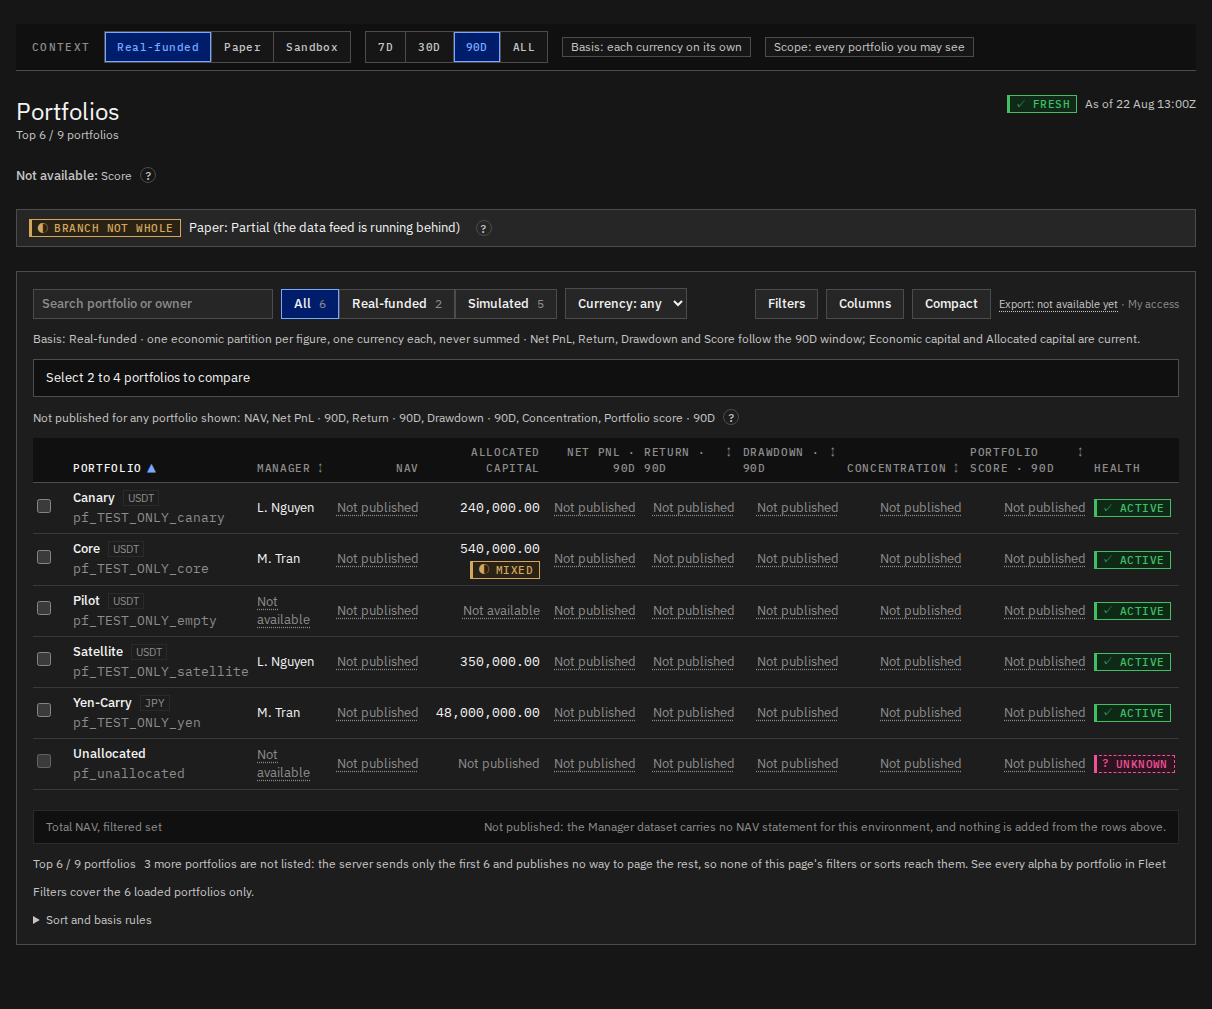 CONTEXT Real-funded Paper Sandbox 7D 30D 90D ALL Basis: each currency on its own Scope: every portfolio you may see
Portfolios
✓ FRESH As of 22 Aug 13:00Z
Top 6 / 9 portfolios
Not available: Score ?
BRANCH NOT WHOLE Paper: Partial (the data feed is running behind) ?
Search portfolio or owner All 6 Real-funded 2 Simulated 5 Currency: any Filters Columns Compact Export: not available yet · My access
Basis: Real-funded · one economic partition per figure, one currency each, never summed · Net PnL, Return, Drawdown and Score follow the 90D window; Economic capital and Allocated capital are current.
Select 2 to 4 portfolios to compare
Not published for any portfolio shown: NAV, Net PnL · 90D, Return · 90D, Drawdown · 90D, Concentration, Portfolio score · 90D ?
PORTFOLIO ▲ MANAGER ↕ NAV ALLOCATED CAPITAL NET PNL · 90D RETURN · 90D ↕ DRAWDOWN · 90D ↕ CONCENTRATION ↕ PORTFOLIO SCORE · 90D ↕ HEALTH
Canary USDT L. Nguyen Not published 240,000.00 Not published Not published Not published Not published Not published ✓ ACTIVE
pf_TEST_ONLY_canary
Core USDT M. Tran Not published 540,000.00 Not published Not published Not published Not published Not published ✓ ACTIVE
pf_TEST_ONLY_core MIXED
Pilot USDT Not available Not published Not available Not published Not published Not published Not published Not published ✓ ACTIVE
pf_TEST_ONLY_empty
Satellite USDT L. Nguyen Not published 350,000.00 Not published Not published Not published Not published Not published ✓ ACTIVE
pf_TEST_ONLY_satellite
Yen-Carry JPY M. Tran Not published 48,000,000.00 Not published Not published Not published Not published Not published ✓ ACTIVE
pf_TEST_ONLY_yen
Unallocated Not available Not published Not published Not published Not published Not published Not published Not published ? UNKNOWN
pf_unallocated
Total NAV, filtered set Not published: the Manager dataset carries no NAV statement for this environment, and nothing is added from the rows above.
Top 6 / 9 portfolios 3 more portfolios are not listed: the server sends only the first 6 and publishes no way to page the rest, so none of this page's filters or sorts reach them. See every alpha by portfolio in Fleet
Filters cover the 6 loaded portfolios only.
▶ Sort and basis rules